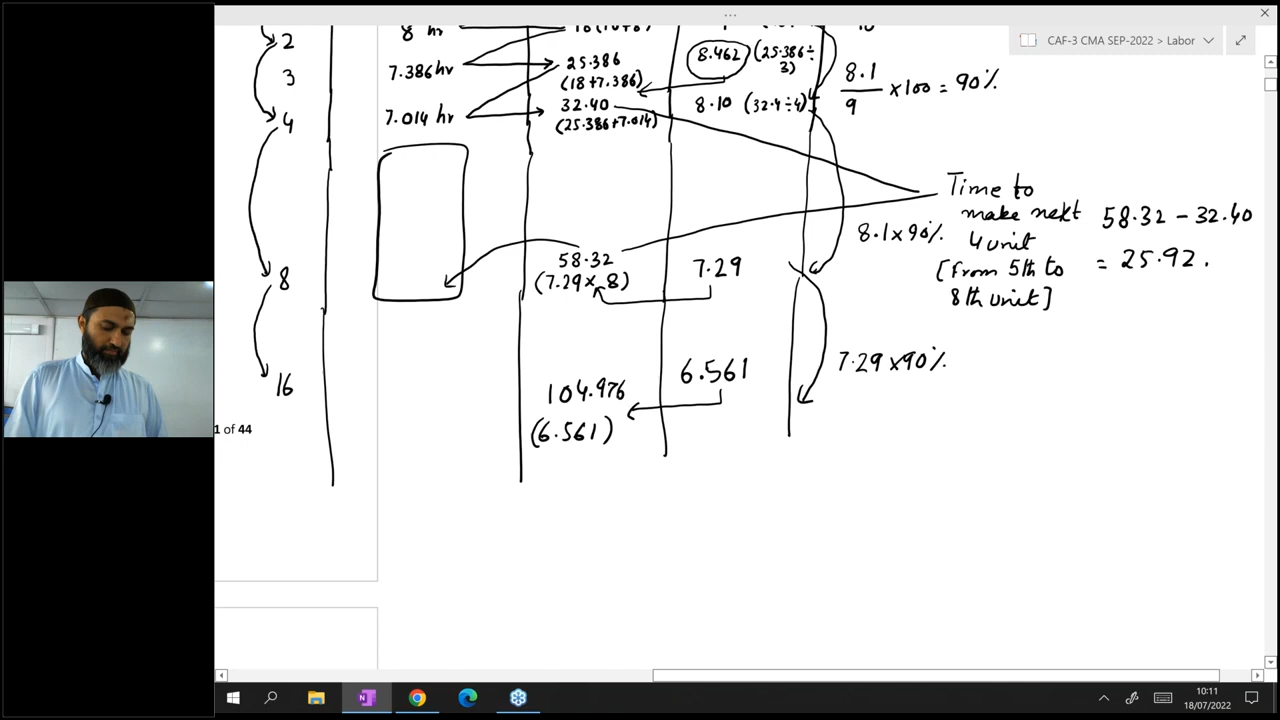 CAF-3 CMA SEP-2022 > Labor
8 hr
2
8.462 (25.386÷
3)
25.386
(18+7.386)
7.386 hr
3
8.1
9
×100 = 90%
32.40
(25.386+7.014)
8.10 (32.4÷4)
7.014 hr
4
Time to
make next
4 unit
[from 5th to
8th unit]
58.32 - 32.40
= 25.92.
8.1×90%
58.32
(7.29× 8)
7.29
8
7.29×90%
6.561
104.976
(6.561)
16
1 of 44
10:11
18/07/2022